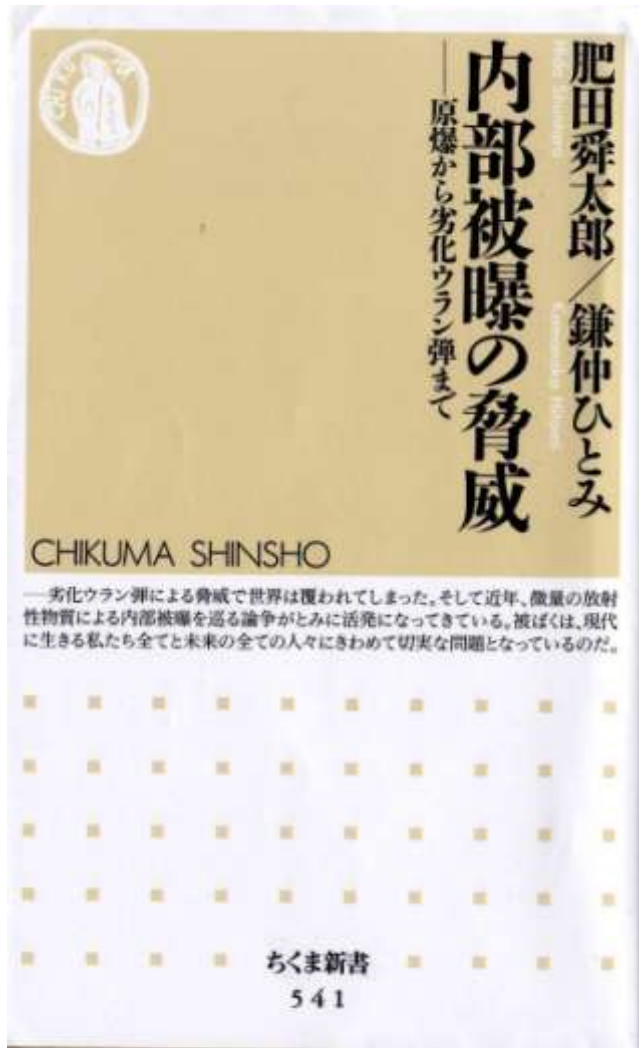 肥田舜太郎／鎌仲ひとみ
Hida Shuntaro
Kamanaka Hitomi
内部被曝の脅威
――原爆から劣化ウラン弾まで
CHIKUMA SHINSHO
――劣化ウラン弾による脅威で世界は覆われてしまった。そして近年、微量の放射
性物質による内部被曝を巡る論争がとみに活発になってきている。被ばくは、現代
に生きる私たち全てと未来の全ての人々にきわめて切実な問題となっているのだ。
ちくま新書
541